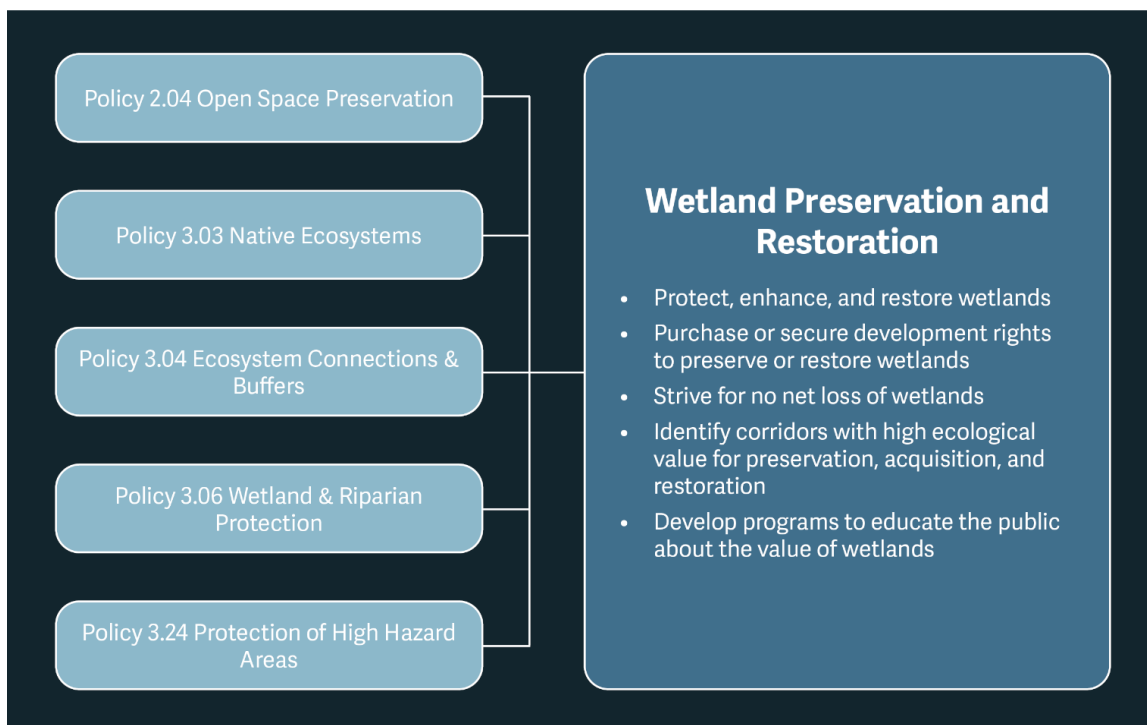 Policy 2.04 Open Space Preservation
Policy 3.03 Native Ecosystems
Policy 3.04 Ecosystem Connections &
Buffers
Policy 3.06 Wetland & Riparian
Protection
Policy 3.24 Protection of High Hazard
Areas
Wetland Preservation and
Restoration
• Protect, enhance, and restore wetlands
• Purchase or secure development rights
to preserve or restore wetlands
• Strive for no net loss of wetlands
• Identify corridors with high ecological
value for preservation, acquisition, and
restoration
• Develop programs to educate the public
about the value of wetlands